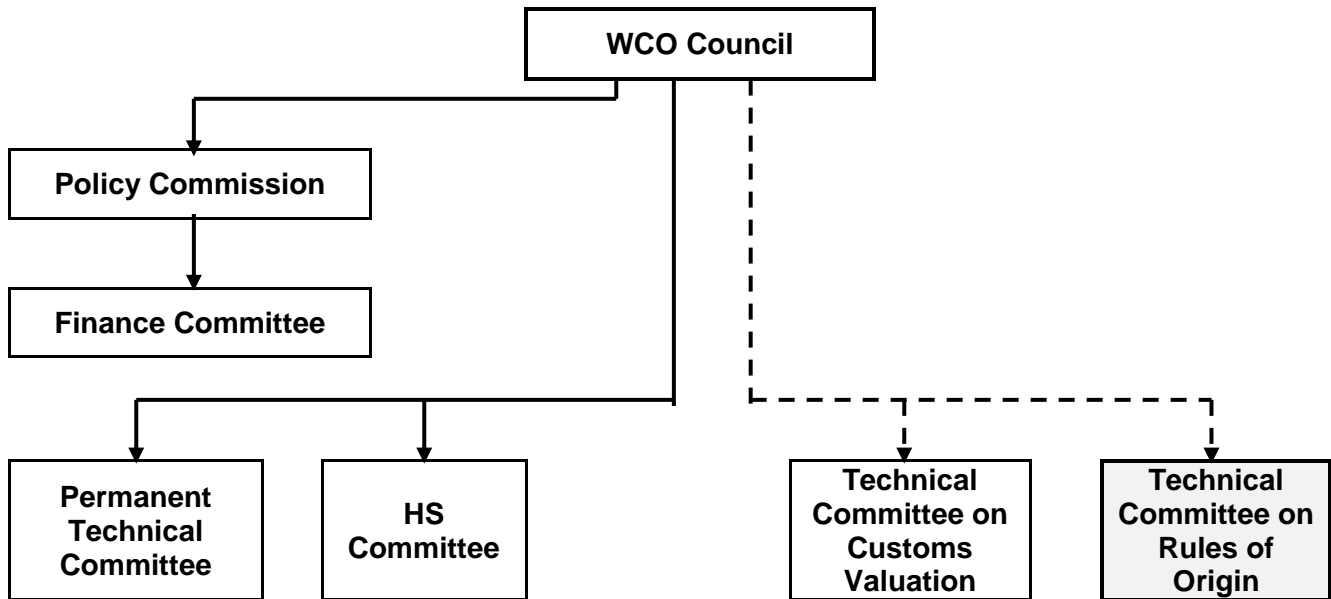 WCO Council
Policy Commission
Finance Committee
Permanent
Technical
Committee
HS
Committee
Technical
Committee on
Customs
Valuation
Technical
Committee on
Rules of
Origin